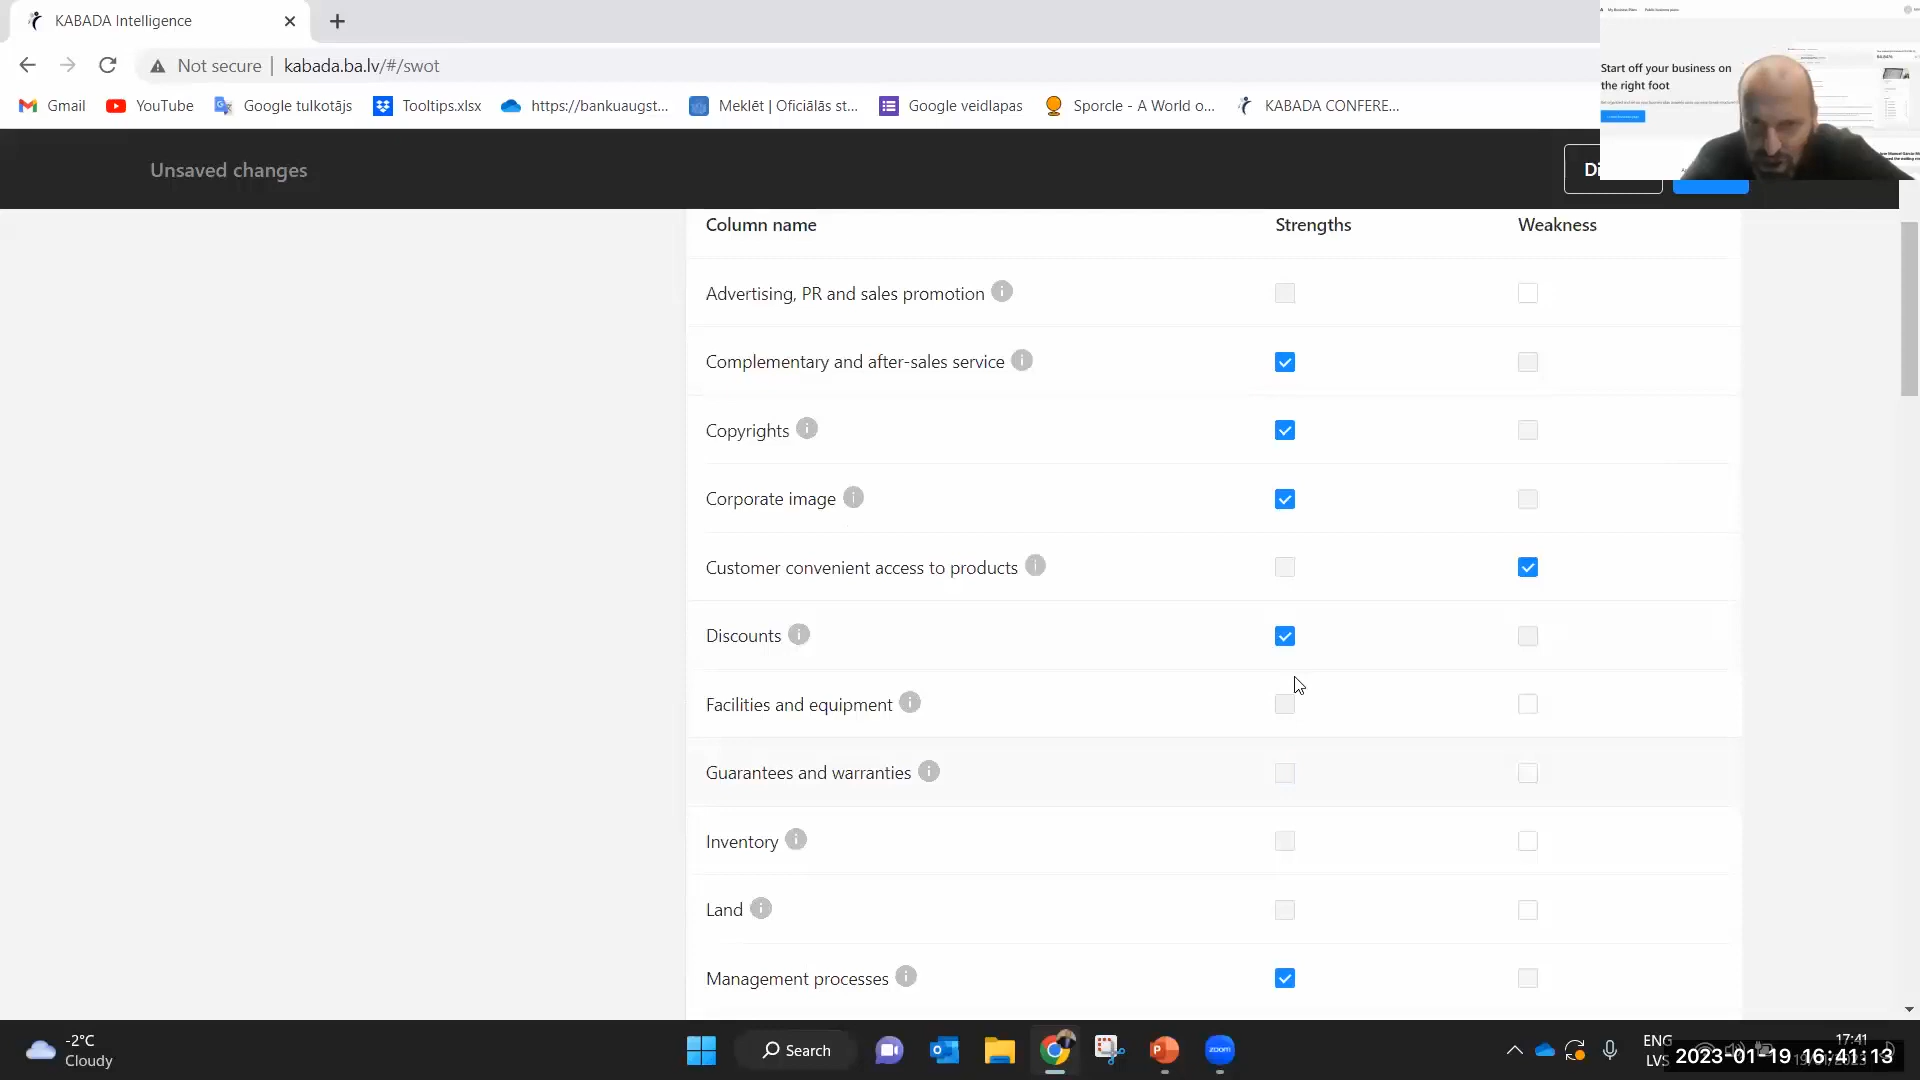 KABADA Intelligence
Not secure
kabada.ba.lv/#/swot
Gmail
YouTube
Google tulkotājs
Tooltips.xlsx
https://bankuaugst...
Meklēt | Oficiālās st...
Google veidlapas
Sporcle - A World o...
KABADA CONFERE...
Start off your business on
the right foot
Unsaved changes
Di
Column name
Strengths
Weakness
Advertising, PR and sales promotion
Complementary and after-sales service
Copyrights
Corporate image
Customer convenient access to products
Discounts
Facilities and equipment
Guarantees and warranties
Inventory
Land
Management processes
-2°C
Cloudy
Search
zoom
ENG
LVS
17:41
2023-01-19 16:41:13